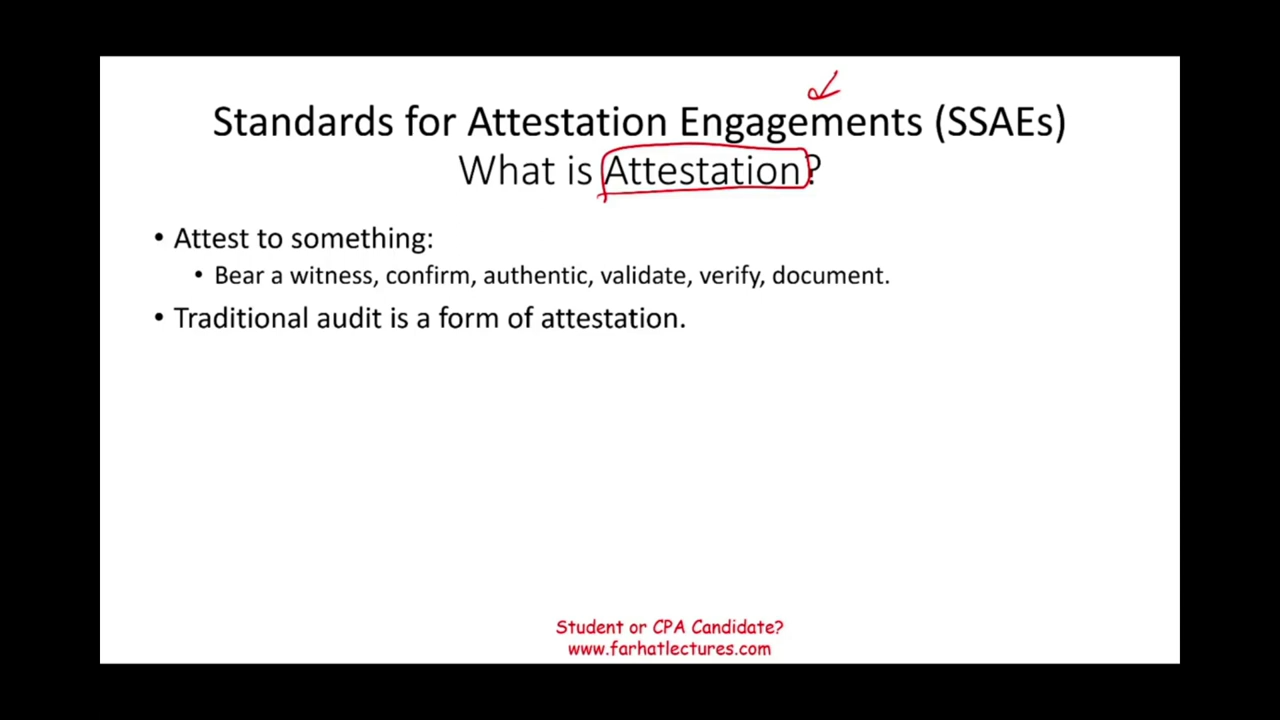 Standards for Attestation Engagements (SSAEs)
What is Attestation?
• Attest to something:
• Bear a witness, confirm, authentic, validate, verify, document.
• Traditional audit is a form of attestation.
Student or CPA Candidate?
www.farhatlectures.com